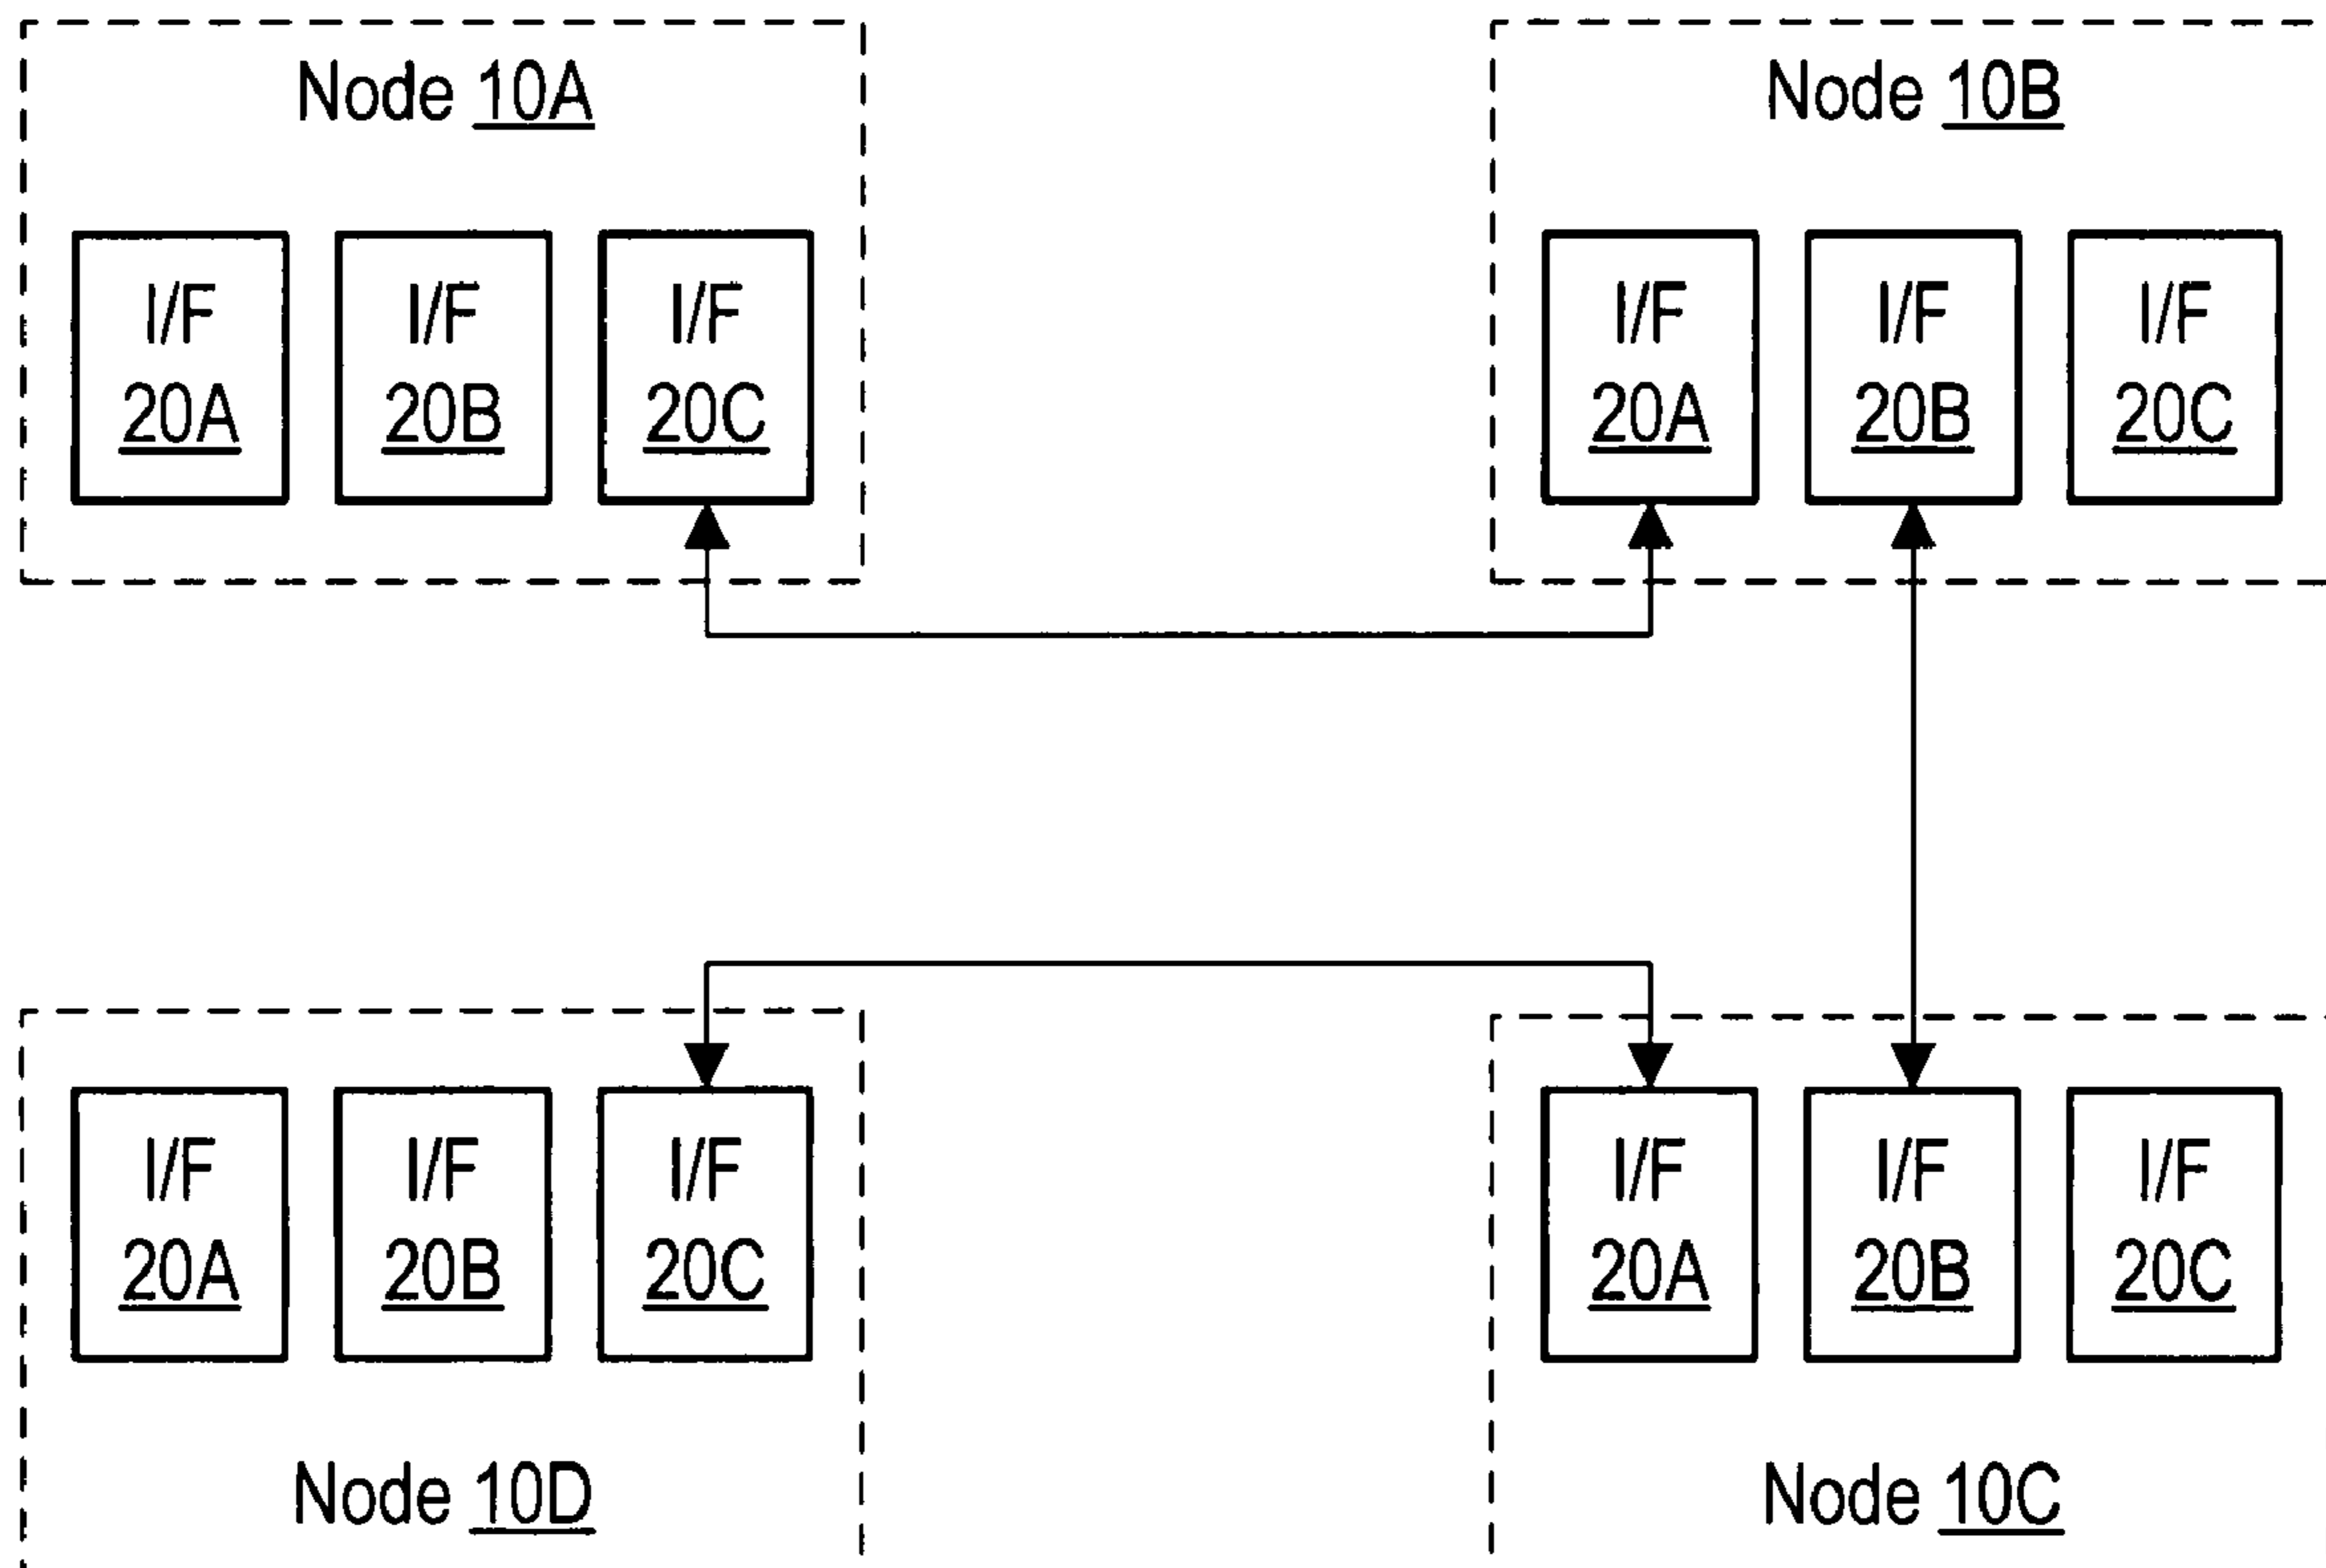 Node 10A
I/F
20A
I/F
20B
I/F
20C
Node 10B
I/F
20A
I/F
20B
I/F
20C
I/F
20A
I/F
20B
I/F
20C
Node 10D
I/F
20A
I/F
20B
I/F
20C
Node 10C